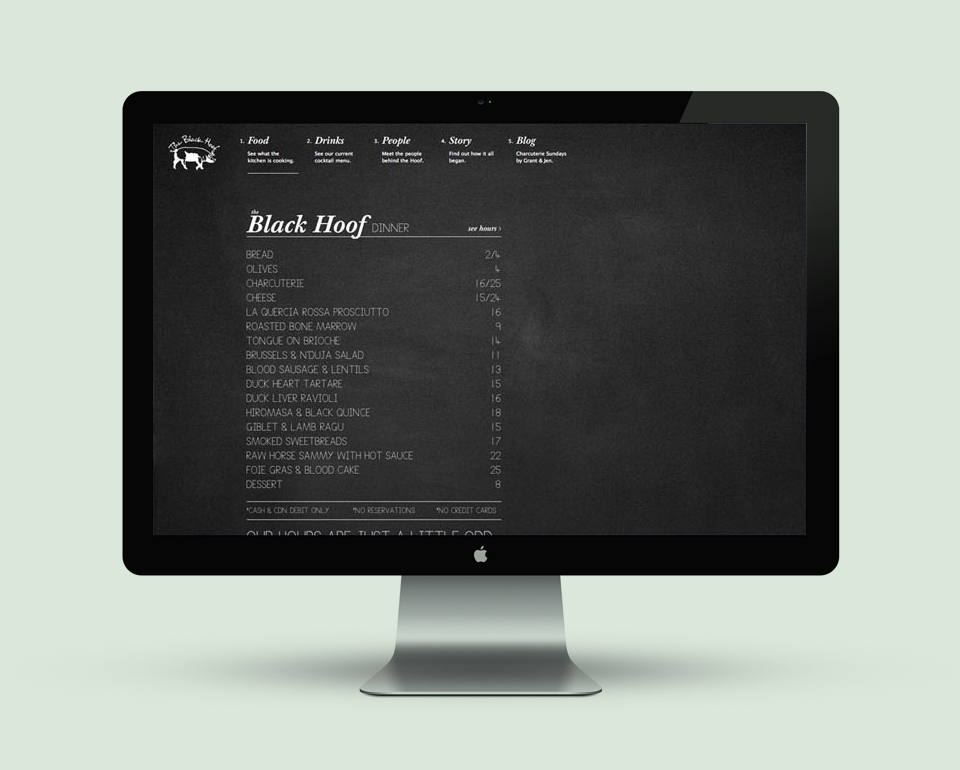 The Black Hoof
1. Food
See what the
kitchen is cooking.
2. Drinks
See our current
cocktail menu.
3. People
Meet the people
behind the Hoof.
4. Story
Find out how it all
began.
5. Blog
Charcuterie Sundays
by Grant & Jen.
the
Black Hoof DINNER see hours ›
BREAD 2/4
OLIVES 4
CHARCUTERIE 16/25
CHEESE 15/24
LA QUERCIA ROSSA PROSCIUTTO 16
ROASTED BONE MARROW 9
TONGUE ON BRIOCHE 14
BRUSSELS & N'DUJA SALAD 11
BLOOD SAUSAGE & LENTILS 13
DUCK HEART TARTARE 15
DUCK LIVER RAVIOLI 16
HIROMASA & BLACK QUINCE 18
GIBLET & LAMB RAGU 15
SMOKED SWEETBREADS 17
RAW HORSE SAMMY WITH HOT SAUCE 22
FOIE GRAS & BLOOD CAKE 25
DESSERT 8
*CASH & CDN DEBIT ONLY *NO RESERVATIONS *NO CREDIT CARDS
OUR HOURS ARE JUST A LITTLE ODD